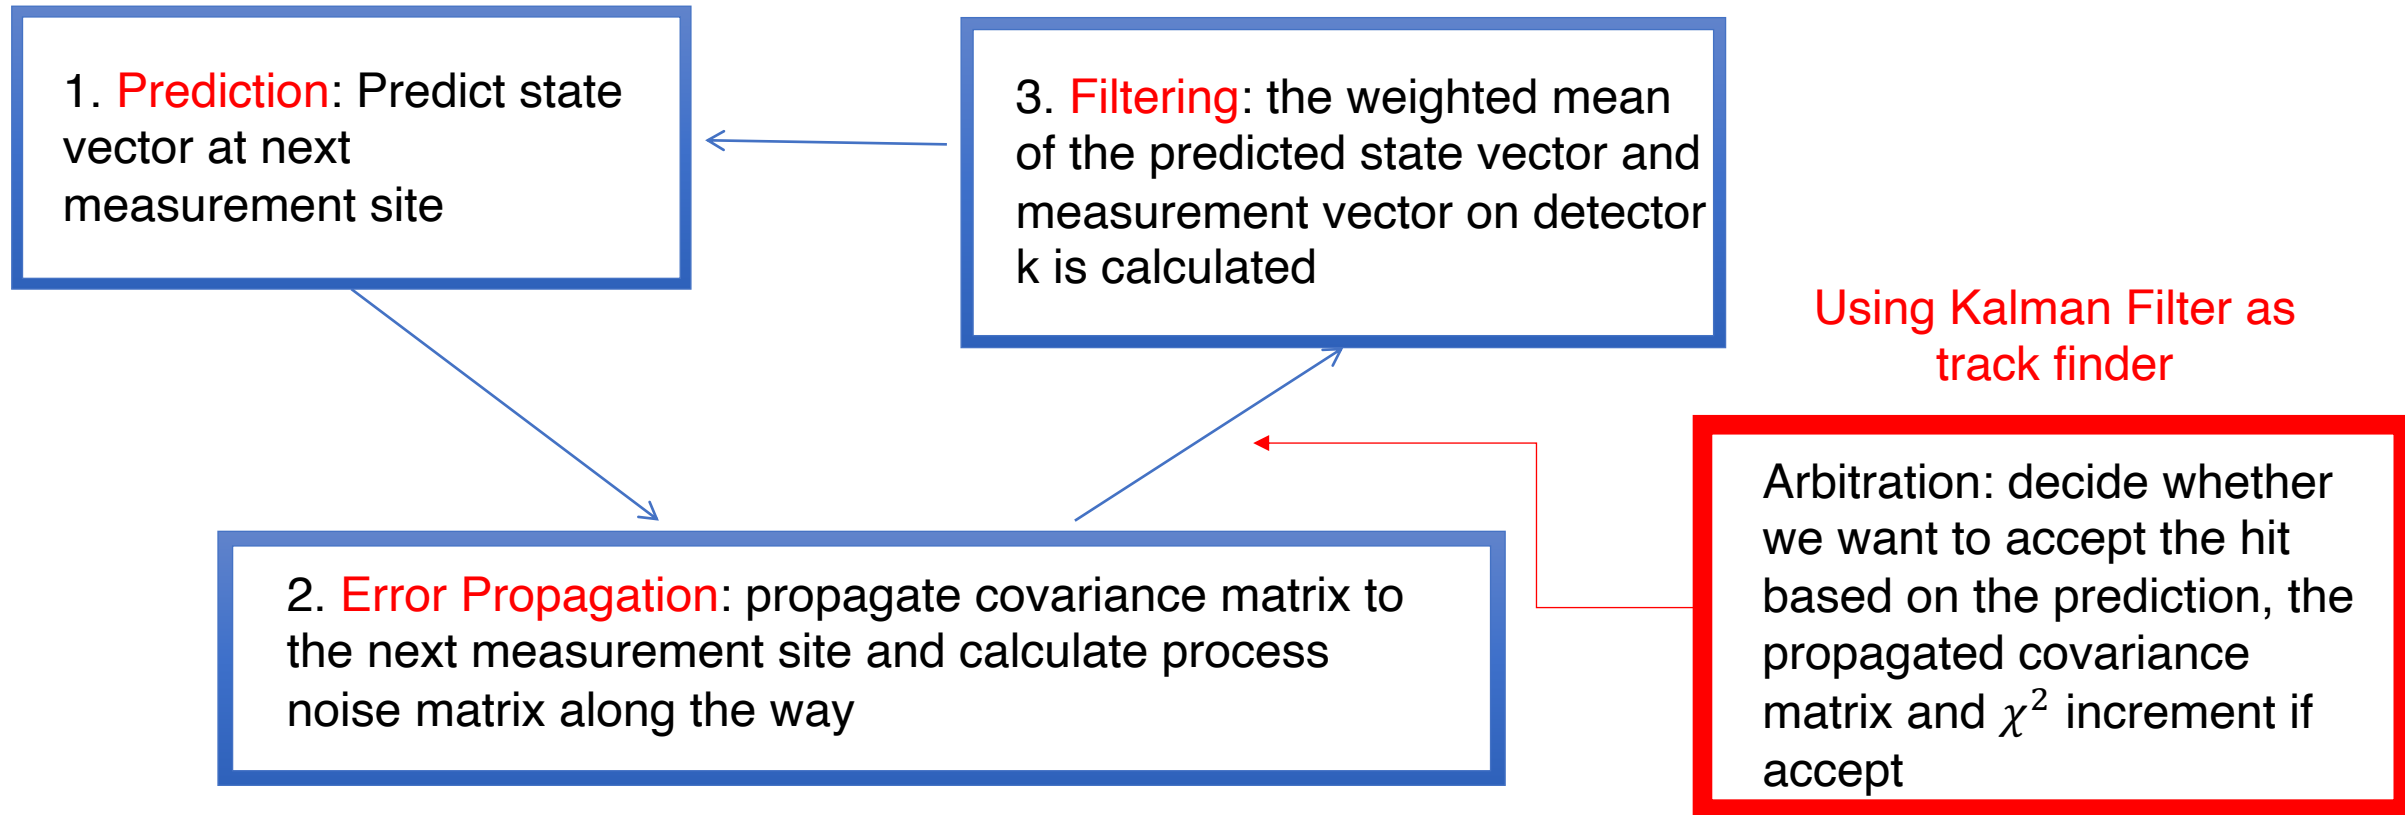 1. Prediction: Predict state
vector at next
measurement site
3. Filtering: the weighted mean
of the predicted state vector and
measurement vector on detector
k is calculated
Using Kalman Filter as
track finder
2. Error Propagation: propagate covariance matrix to
the next measurement site and calculate process
noise matrix along the way
Arbitration: decide whether
we want to accept the hit
based on the prediction, the
propagated covariance
matrix and χ² increment if
accept